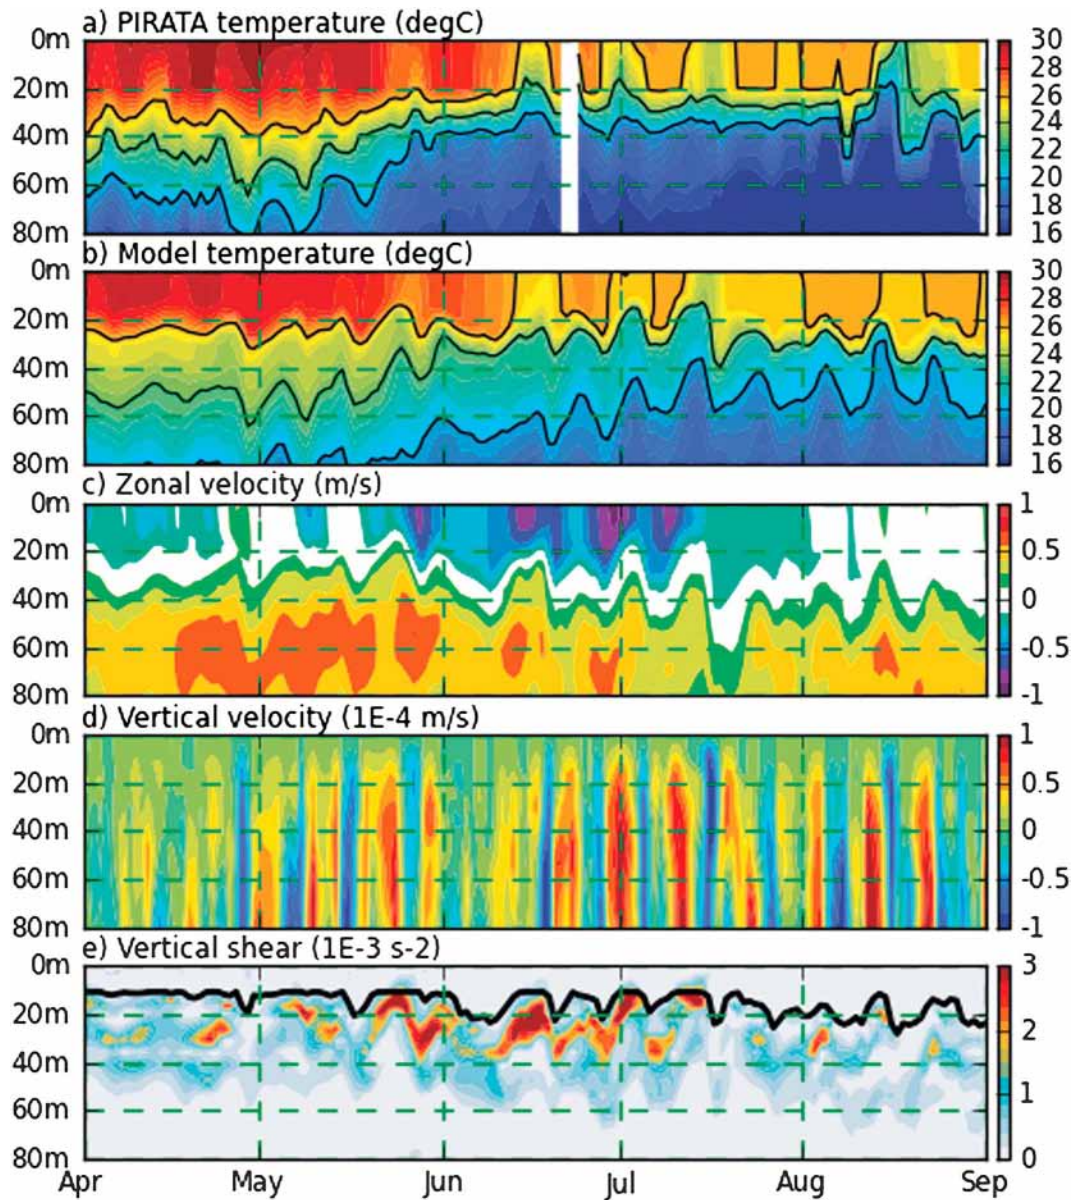 a) PIRATA temperature (degC)
0m
20m
40m
60m
80m
30
28
26
24
22
20
18
16
b) Model temperature (degC)
0m
20m
40m
60m
80m
30
28
26
24
22
20
18
16
c) Zonal velocity (m/s)
0m
20m
40m
60m
80m
1
0.5
0
-0.5
-1
d) Vertical velocity (1E-4 m/s)
0m
20m
40m
60m
80m
1
0.5
0
-0.5
-1
e) Vertical shear (1E-3 s-2)
0m
20m
40m
60m
80m
3
2
1
0
Apr May Jun Jul Aug Sep